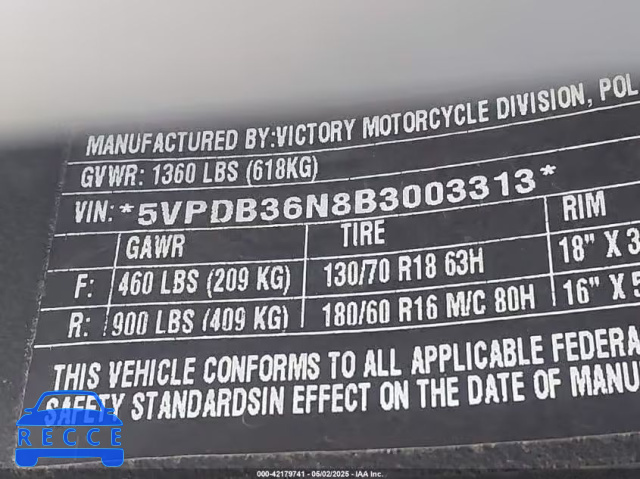 MANUFACTURED BY:VICTORY MOTORCYCLE DIVISION, POL
GVWR: 1360 LBS (618KG)
VIN: *5VPDB36N8B3003313*
GAWR TIRE RIM
F: 460 LBS (209 KG) 130/70 R18 63H 18" X 3
R: 900 LBS (409 KG) 180/60 R16 M/C 80H 16" X 5
THIS VEHICLE CONFORMS TO ALL APPLICABLE FEDERA
SAFETY STANDARDSIN EFFECT ON THE DATE OF MANU
RECCE
000-42179741 - 05/02/2025 - IAA Inc.